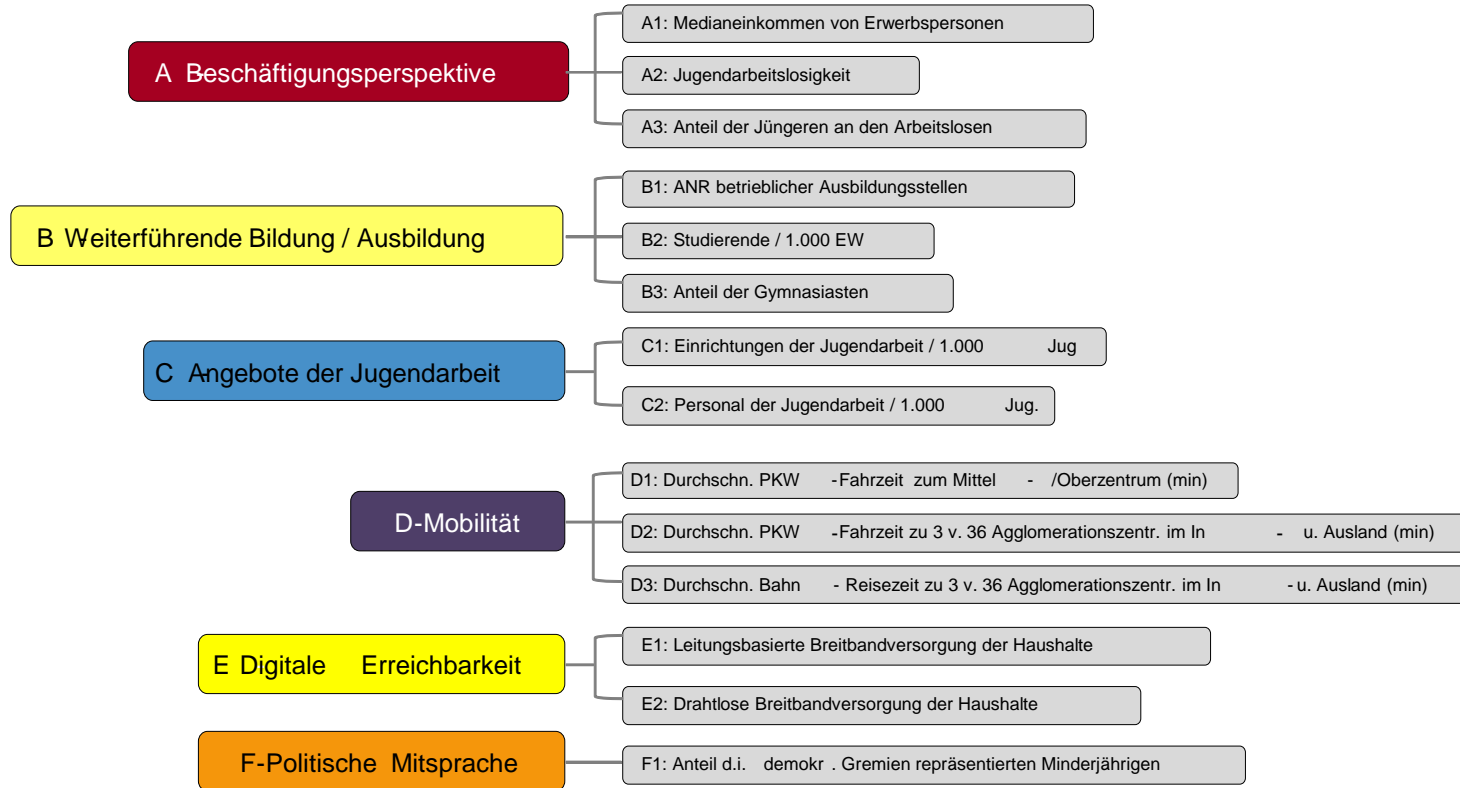 A1: Medianeinkommen von Erwerbspersonen
A - Beschäftigungsperspektive
A2: Jugendarbeitslosigkeit
A3: Anteil der Jüngeren an den Arbeitslosen
B1: ANR betrieblicher Ausbildungsstellen
B - Weiterführende Bildung / Ausbildung
B2: Studierende / 1.000 EW
B3: Anteil der Gymnasiasten
C1: Einrichtungen der Jugendarbeit / 1.000 Jug
C - Angebote der Jugendarbeit
C2: Personal der Jugendarbeit / 1.000 Jug.
D1: Durchschn. PKW -Fahrzeit zum Mittel - /Oberzentrum (min)
D-Mobilität
D2: Durchschn. PKW -Fahrzeit zu 3 v. 36 Agglomerationszentr. im In - u. Ausland (min)
D3: Durchschn. Bahn - Reisezeit zu 3 v. 36 Agglomerationszentr. im In - u. Ausland (min)
E1: Leitungsbasierte Breitbandversorgung der Haushalte
E Digitale Erreichbarkeit
E2: Drahtlose Breitbandversorgung der Haushalte
F-Politische Mitsprache
F1: Anteil d.i. demokr . Gremien repräsentierten Minderjährigen